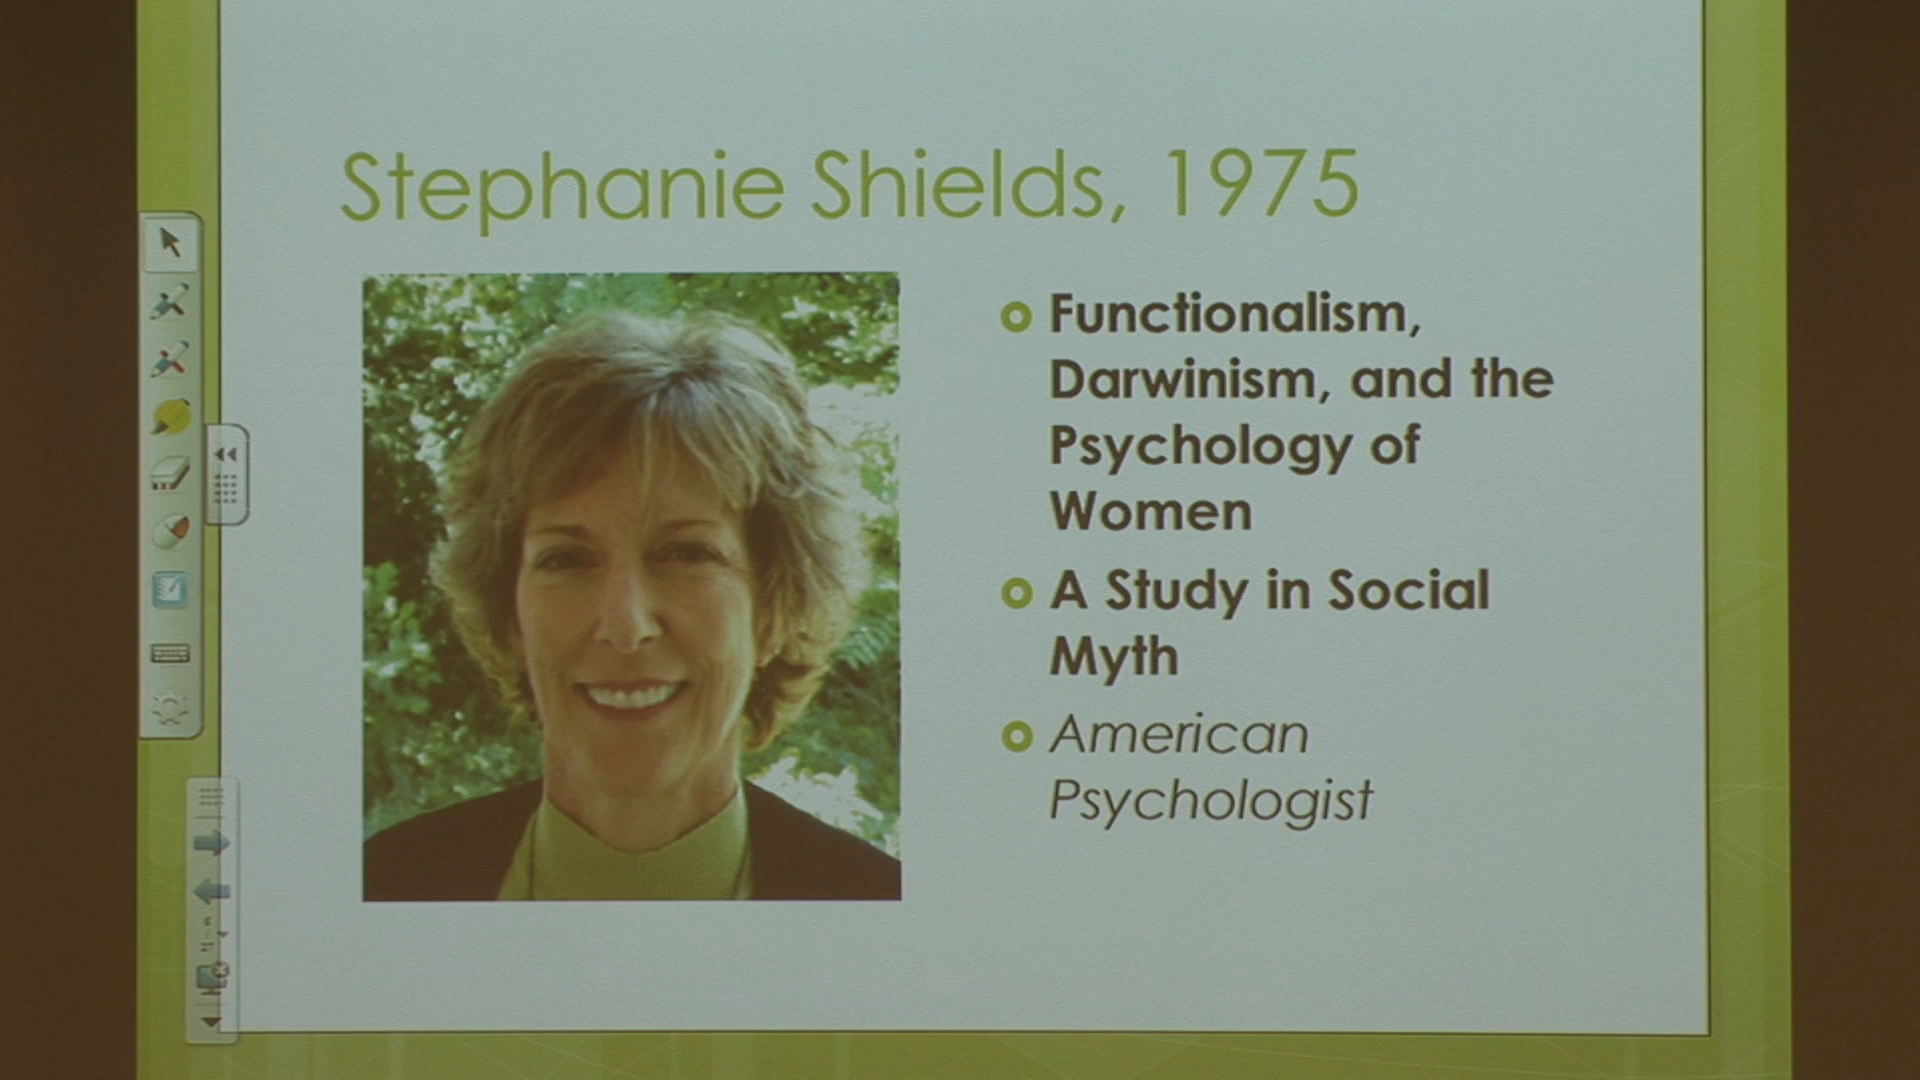 Stephanie Shields, 1975
Functionalism,
Darwinism, and the
Psychology of
Women
A Study in Social
Myth
American
Psychologist